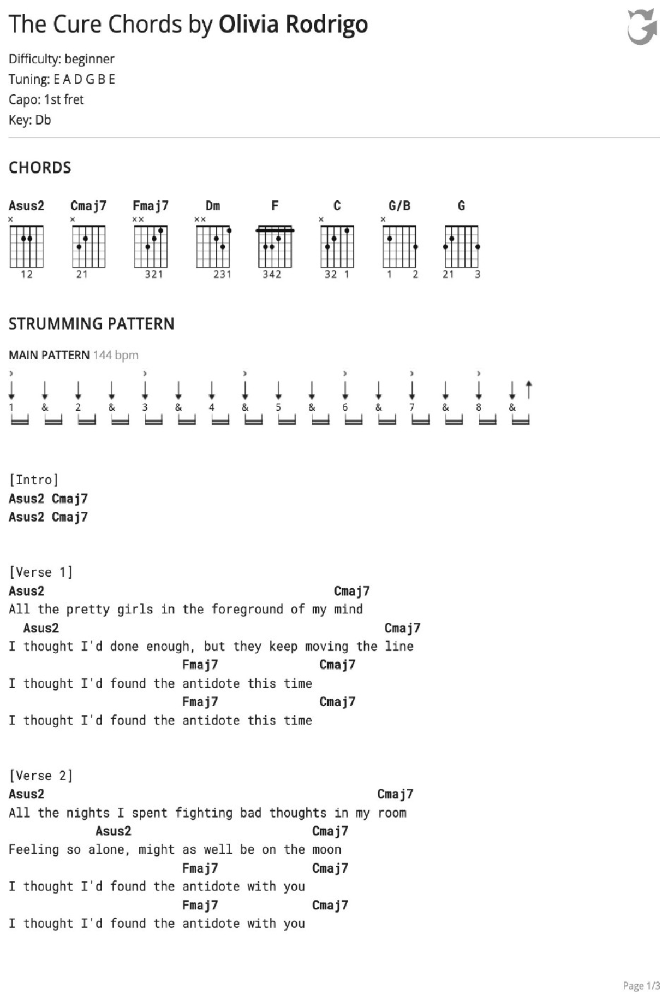 The Cure Chords by Olivia Rodrigo
Difficulty: beginner
Tuning: E A D G B E
Capo: 1st fret
Key: Db
CHORDS
Asus2 Cmaj7 Fmaj7 Dm F C G/B G
x x xx xx x x
12 21 321 231 342 32 1 1 2 21 3
STRUMMING PATTERN
MAIN PATTERN 144 bpm
> > > > > >
1 & 2 & 3 & 4 & 5 & 6 & 7 & 8 &
[Intro]
Asus2 Cmaj7
Asus2 Cmaj7
[Verse 1]
Asus2 Cmaj7
All the pretty girls in the foreground of my mind
Asus2 Cmaj7
I thought I'd done enough, but they keep moving the line
Fmaj7 Cmaj7
I thought I'd found the antidote this time
Fmaj7 Cmaj7
I thought I'd found the antidote this time
[Verse 2]
Asus2 Cmaj7
All the nights I spent fighting bad thoughts in my room
Asus2 Cmaj7
Feeling so alone, might as well be on the moon
Fmaj7 Cmaj7
I thought I'd found the antidote with you
Fmaj7 Cmaj7
I thought I'd found the antidote with you
Page 1/3